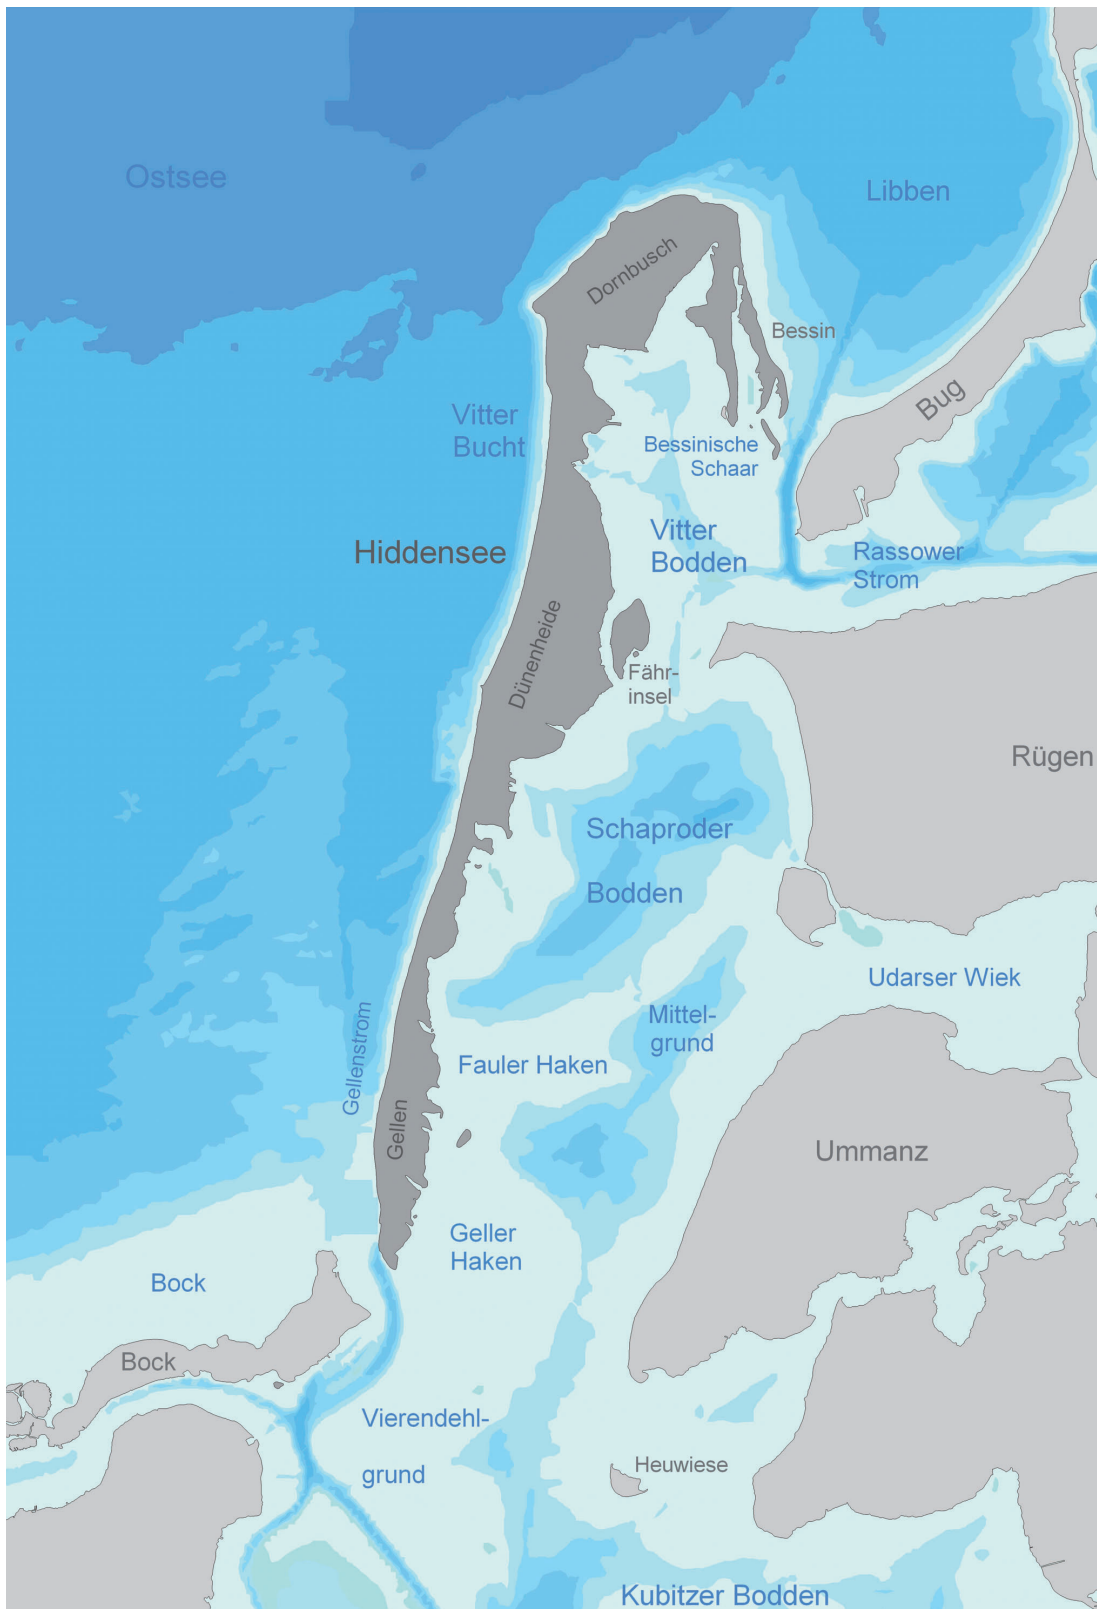 Ostsee
Libben
Dornbusch
Bessin
Bug
Vitter
Bucht
Bessinische
Schaar
Hiddensee
Vitter
Bodden
Rassower
Strom
Dünenheide
Fähr-
insel
Rügen
Schaproder
Bodden
Udarser Wiek
Mittel-
grund
Gellenstrom
Fauler Haken
Gellen
Ummanz
Geller
Haken
Bock
Bock
Vierendehl-
grund
Heuwiese
Kubitzer Bodden